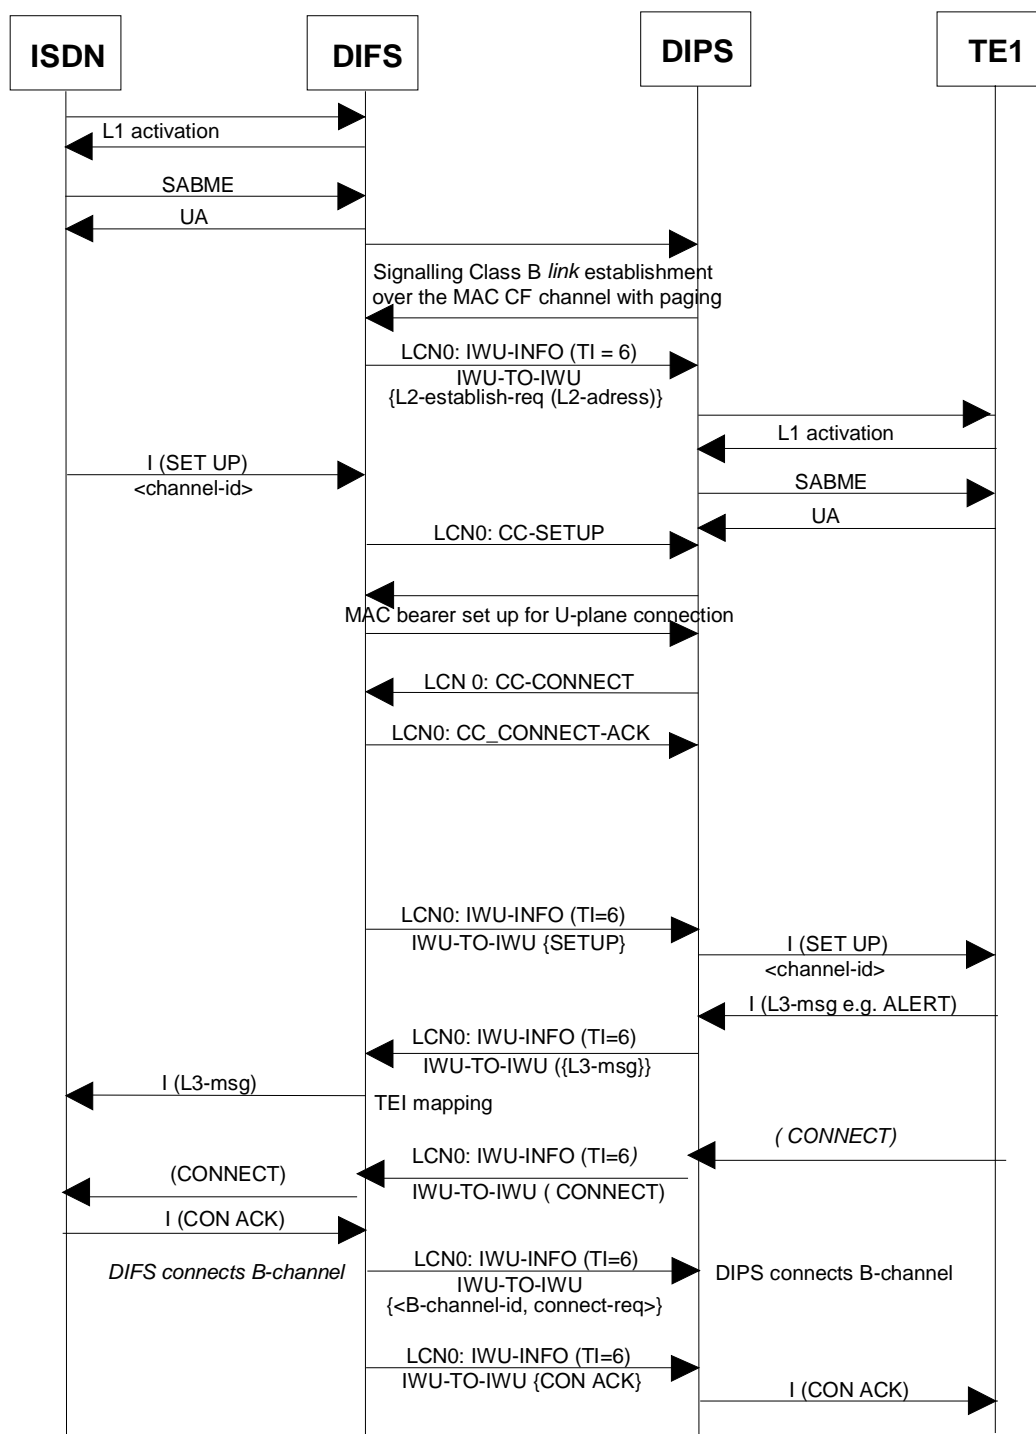 ISDN
DIFS
DIPS
TE1
L1 activation
SABME
UA
Signalling Class B link establishment
over the MAC CF channel with paging
LCN0: IWU-INFO (TI = 6)
IWU-TO-IWU
{L2-establish-req (L2-adress)}
L1 activation
I (SET UP)
<channel-id>
SABME
UA
LCN0: CC-SETUP
MAC bearer set up for U-plane connection
LCN 0: CC-CONNECT
LCN0: CC_CONNECT-ACK
LCN0: IWU-INFO (TI=6)
IWU-TO-IWU {SETUP}
I (SET UP)
<channel-id>
I (L3-msg e.g. ALERT)
LCN0: IWU-INFO (TI=6)
IWU-TO-IWU ({L3-msg}}
I (L3-msg)
TEI mapping
( CONNECT)
LCN0: IWU-INFO (TI=6)
IWU-TO-IWU ( CONNECT)
(CONNECT)
I (CON ACK)
DIFS connects B-channel
LCN0: IWU-INFO (TI=6)
IWU-TO-IWU
{<B-channel-id, connect-req>}
DIPS connects B-channel
LCN0: IWU-INFO (TI=6)
IWU-TO-IWU {CON ACK}
I (CON ACK)